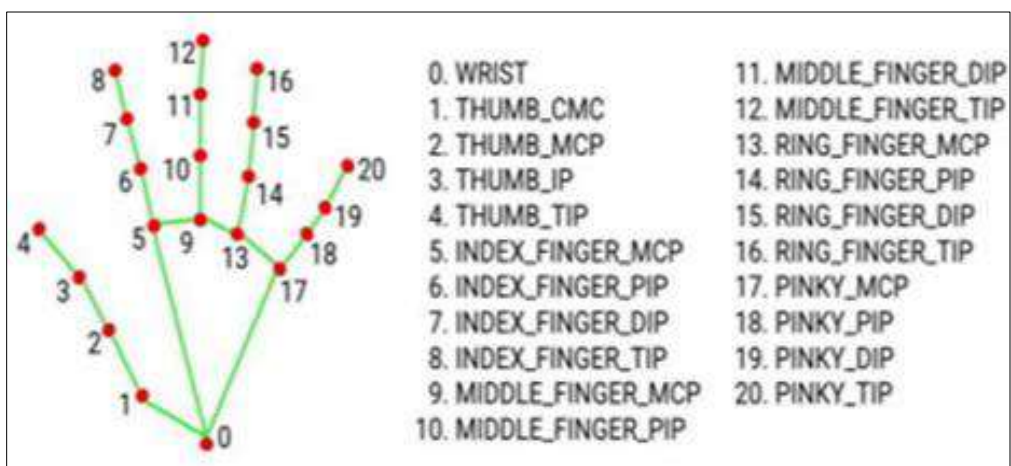 12
8
16
11
7
15
10
6
20
14
19
4
5
9
13
18
3
17
2
1
0
0. WRIST
1. THUMB_CMC
2. THUMB_MCP
3. THUMB_IP
4. THUMB_TIP
5. INDEX_FINGER_MCP
6. INDEX_FINGER_PIP
7. INDEX_FINGER_DIP
8. INDEX_FINGER_TIP
9. MIDDLE_FINGER_MCP
10. MIDDLE_FINGER_PIP
11. MIDDLE_FINGER_DIP
12. MIDDLE_FINGER_TIP
13. RING_FINGER_MCP
14. RING_FINGER_PIP
15. RING_FINGER_DIP
16. RING_FINGER_TIP
17. PINKY_MCP
18. PINKY_PIP
19. PINKY_DIP
20. PINKY_TIP